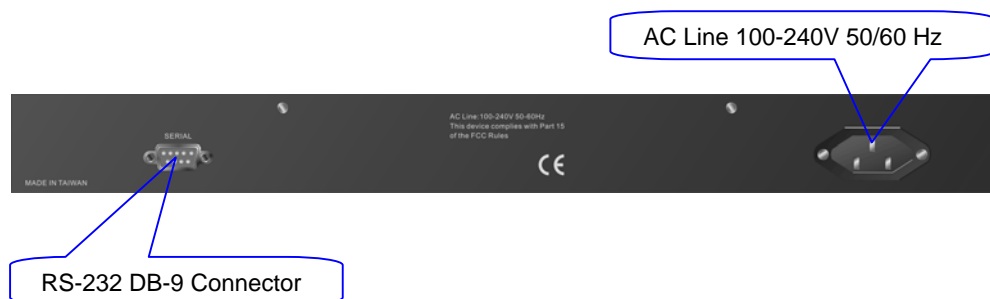 AC Line 100-240V 50/60 Hz
AC Line: 100-240V 50-60Hz
This device complies with Part 15
of the FCC Rules
SERIAL
CE
MADE IN TAIWAN
RS-232 DB-9 Connector